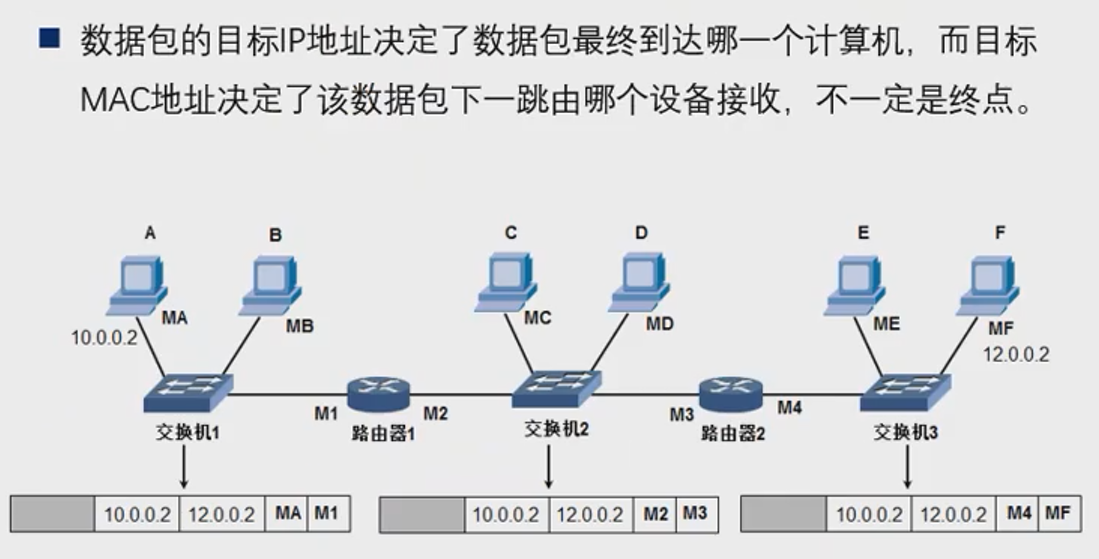 数据包的目标IP地址决定了数据包最终到达哪一个计算机，而目标
MAC地址决定了该数据包下一跳由哪个设备接收，不一定是终点。
A
B
C
D
E
F
MA
MB
MC
MD
ME
MF
10.0.0.2
12.0.0.2
M1
M2
M3
M4
交换机1
路由器1
交换机2
路由器2
交换机3
10.0.0.2 12.0.0.2 MA M1
10.0.0.2 12.0.0.2 M2 M3
10.0.0.2 12.0.0.2 M4 MF